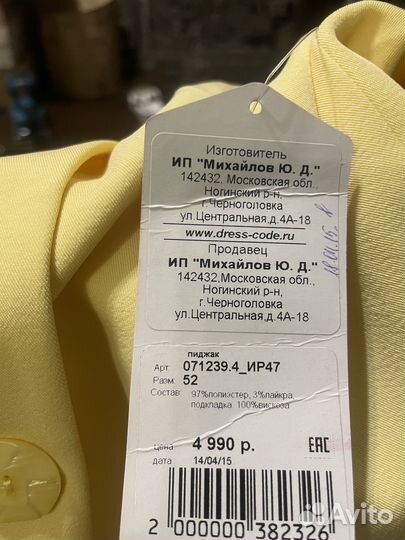 Изготовитель
ИП "Михайлов Ю. Д."
142432, Московская обл.,
Ногинский р-н,
г.Черноголовка
ул.Центральная,д.4А-18
www.dress-code.ru
Продавец
ИП "Михайлов Ю. Д."
142432,Московская обл.,
Ногинский р-н,
г.Черноголовка
ул.Центральная,д.4А-18
пиджак
Арт. 071239.4_ИР47
Разм. 52
Состав: 97%полиэстер, 3%лайкра
подкладка: 100%вискоза
цена 4 990 р.
дата 14/04/15
EAC
2 000000 382326
Avito